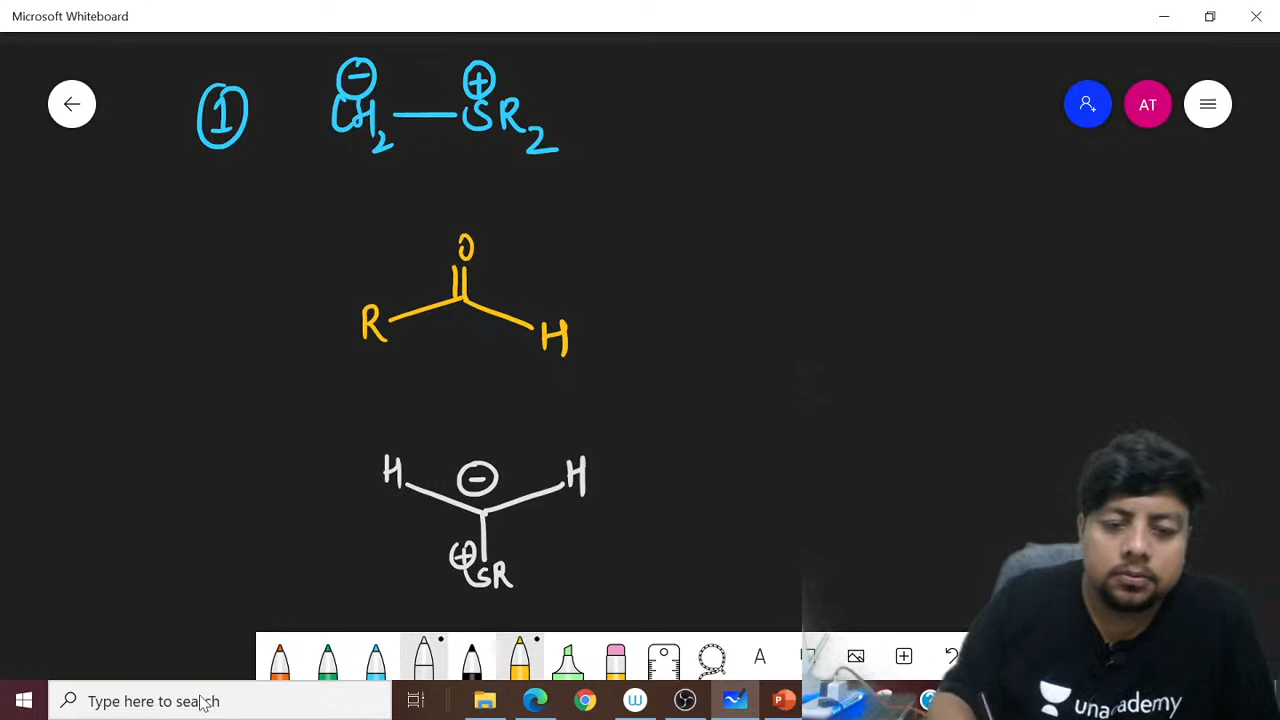 Microsoft Whiteboard
AT
⊖ ⊕
① CH₂ — SR₂
O
R H
H ⊖ H
⊕
SR
A
Type here to search
unacademy